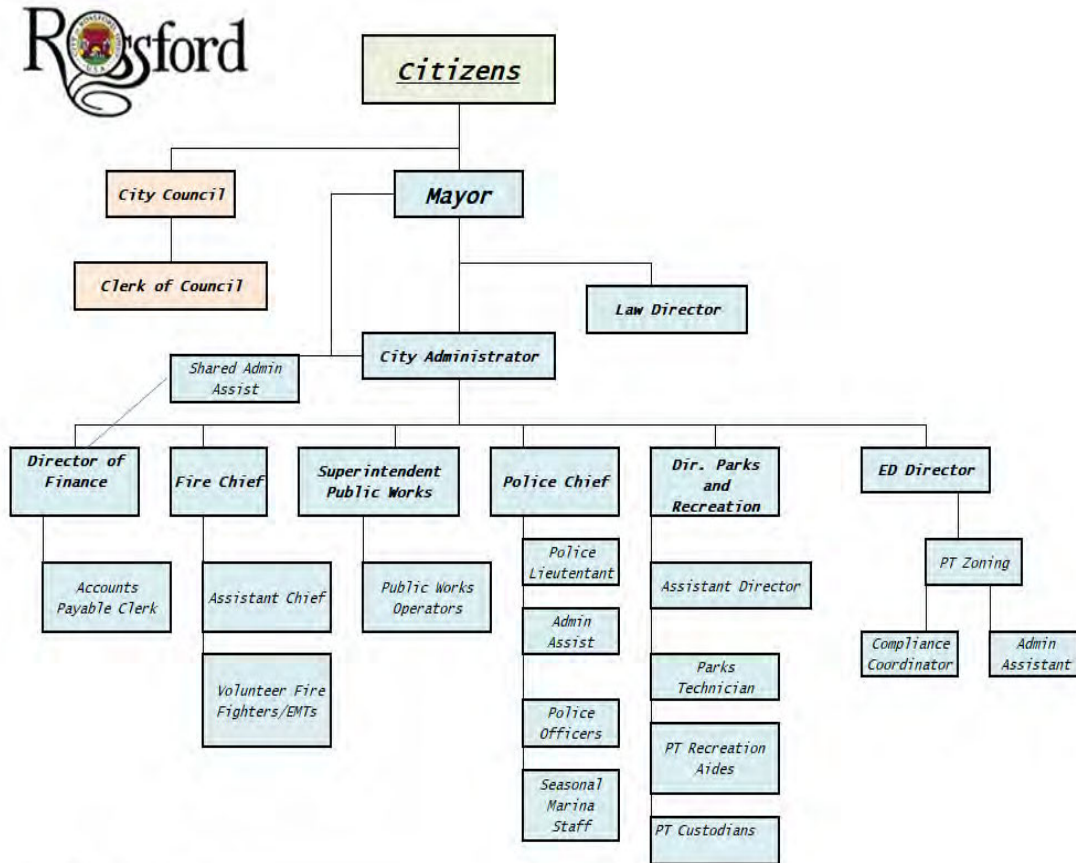 Rossford
Citizens
City Council
Mayor
Clerk of Council
Law Director
City Administrator
Shared Admin
Assist
Director of
Finance
Fire Chief
Superintendent
Public Works
Police Chief
Dir. Parks
and
Recreation
ED Director
Accounts
Payable Clerk
Assistant Chief
Volunteer Fire
Fighters/EMTs
Public Works
Operators
Police
Lieutentant
Admin
Assist
Police
Officers
Seasonal
Marina
Staff
Assistant Director
Parks
Technician
PT Recreation
Aides
PT Custodians
PT Zoning
Compliance
Coordinator
Admin
Assistant